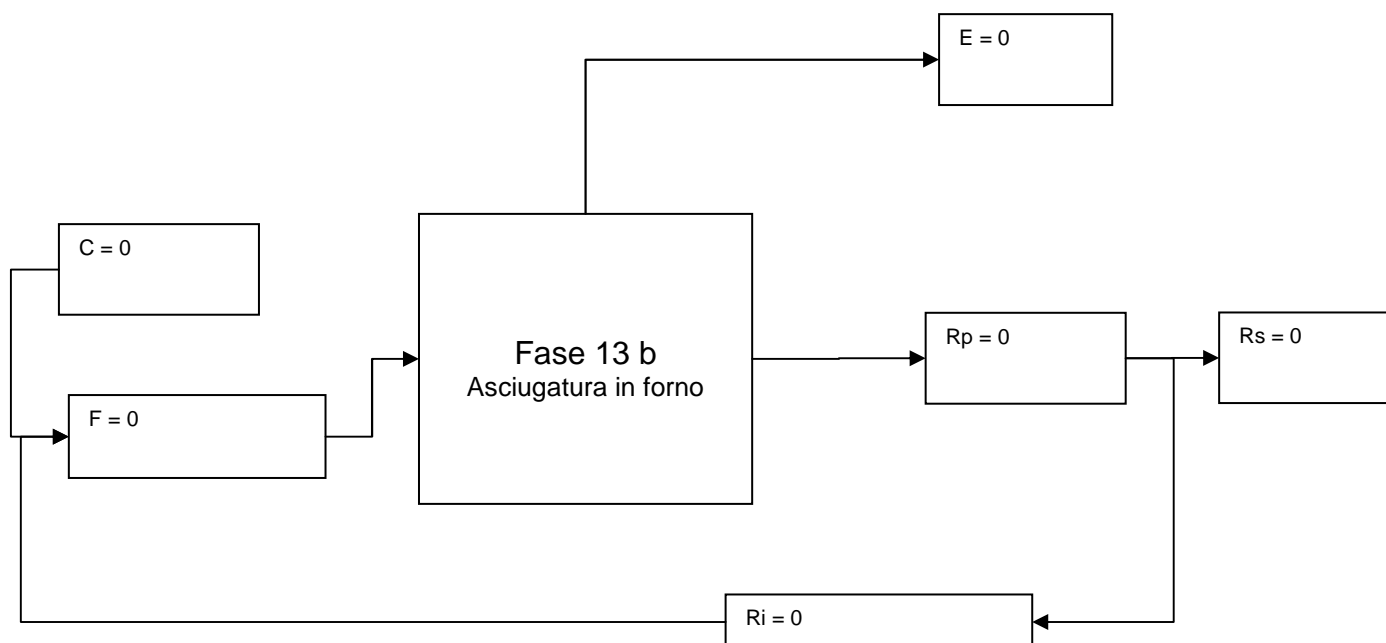 E = 0
C = 0
Fase 13 b
Asciugatura in forno
Rp = 0
Rs = 0
F = 0
Ri = 0